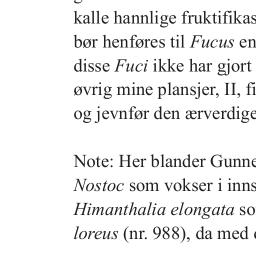 kalle hannlige fruktifikas
bør henføres til Fucus en
disse Fuci ikke har gjort
øvrig mine plansjer, II, fi
og jevnfør den ærverdige
Note: Her blander Gunne
Nostoc som vokser i inns
Himanthalia elongata so
loreus (nr. 988), da med